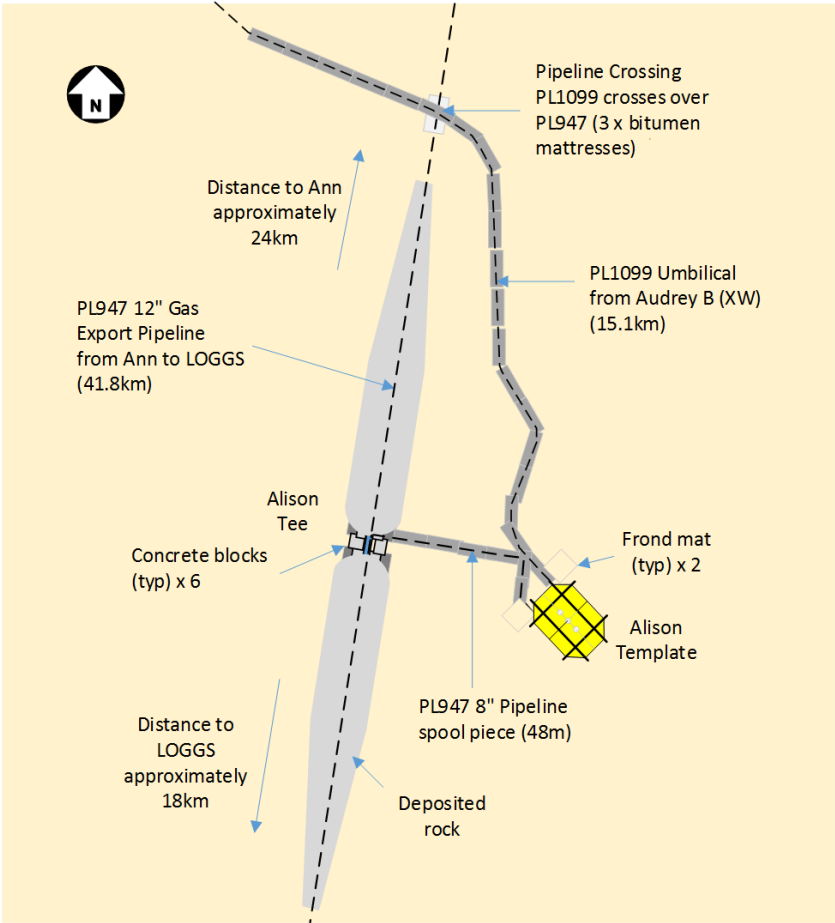 Pipeline Crossing
PL1099 crosses over
PL947 (3 x bitumen
mattresses)
N
Distance to Ann
approximately
24km
PL1099 Umbilical
from Audrey B (XW)
(15.1km)
PL947 12" Gas
Export Pipeline
from Ann to LOGGS
(41.8km)
Alison
Tee
Concrete blocks
(typ) x 6
Frond mat
(typ) x 2
Alison
Template
PL947 8" Pipeline
spool piece (48m)
Distance to
LOGGS
approximately
18km
Deposited
rock